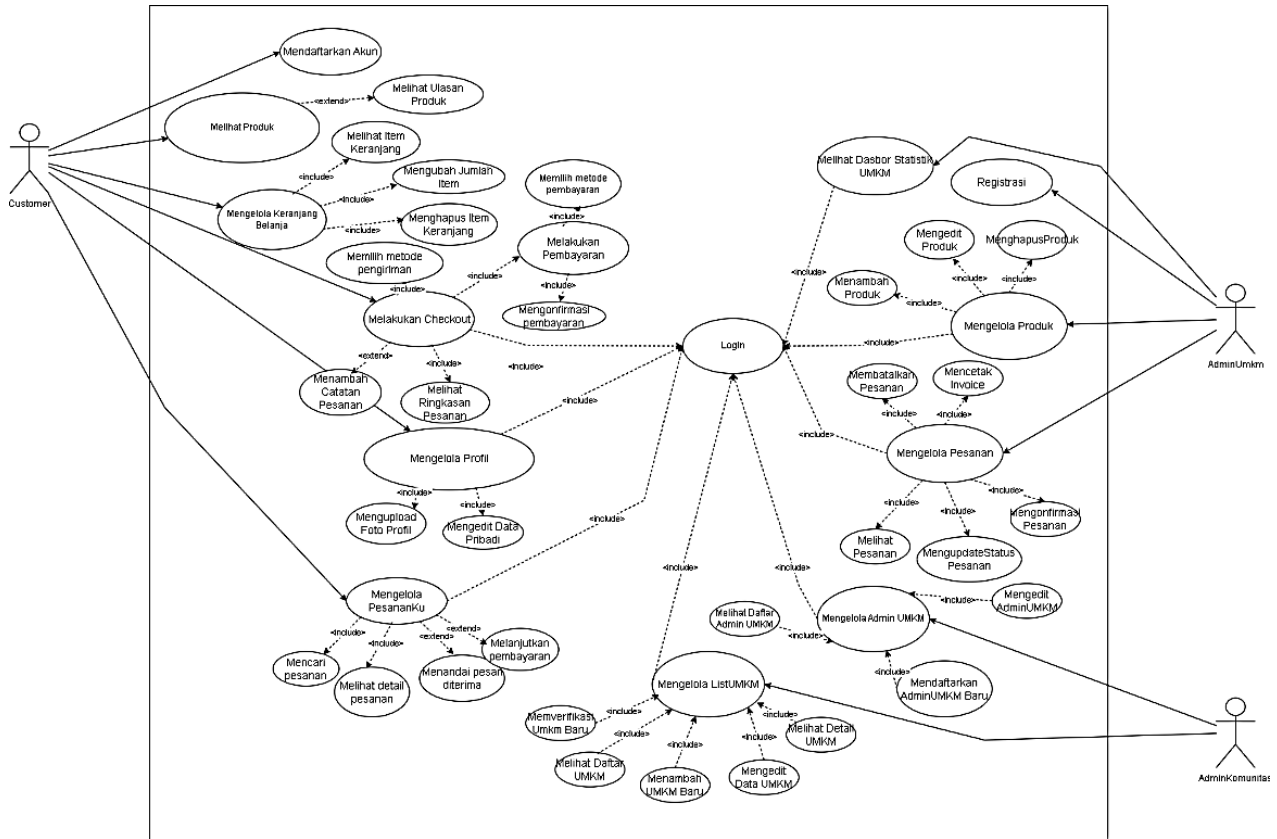 Mendaftarkan Akun
Melihat Ulasan
Produk
<extend>
Melihat Produk
Melihat Item
Keranjang
<include>
Mengubah Jumlah
Item
<include>
Mengelola Keranjang
Belanja
<include>
Menghapus Item
Keranjang
Customer
Memilih metode
pembayaran
<include>
Melakukan
Pembayaran
<include>
Mengonfirmasi
pembayaran
<include>
Memilih metode
pengiriman
<include>
Melakukan Checkout
<include>
<extend>
Menambah
Catatan
Pesanan
<include>
Melihat
Ringkasan
Pesanan
Mengelola Profil
<include>
<include>
Mengupload
Foto Profil
<include>
Mengedit Data
Pribadi
Mengelola
PesananKu
<include>
<include>
Mencari
pesanan
<include>
Melihat detail
pesanan
<extend>
Menandai pesan
diterima
<extend>
Melanjutkan
pembayaran
Login
Melihat Dasbor Statistik
UMKM
<include>
Registrasi
Mengedit
Produk
MenghapusProduk
<include>
<include>
Menambah
Produk
<include>
Mengelola Produk
<include>
AdminUmkm
Membatalkan
Pesanan
Mencetak
Invoice
<include>
<include>
Mengelola Pesanan
<include>
<include>
<include>
<include>
Melihat
Pesanan
MengupdateStatus
Pesanan
Mengonfirmasi
Pesanan
<include>
<include>
Mengelola Admin UMKM
Melihat Daftar
Admin UMKM
<include>
<include>
Mengedit
AdminUMKM
<include>
Mendaftarkan
AdminUMKM Baru
Mengelola ListUMKM
Memverifikasi
Umkm Baru
<include>
Melihat Daftar
UMKM
<include>
Menambah
UMKM Baru
<include>
Mengedit
Data UMKM
<include>
Melihat Detail
UMKM
<include>
AdminKomunitas